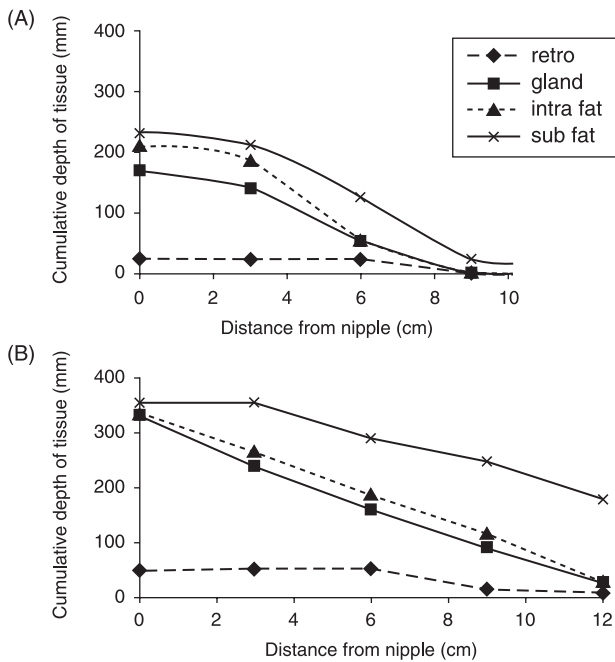 (A)
400
300
200
100
0
Cumulative depth of tissue (mm)
0 2 4 6 8 10
Distance from nipple (cm)
retro
gland
intra fat
sub fat
(B)
400
300
200
100
0
Cumulative depth of tissue (mm)
0 2 4 6 8 10 12
Distance from nipple (cm)